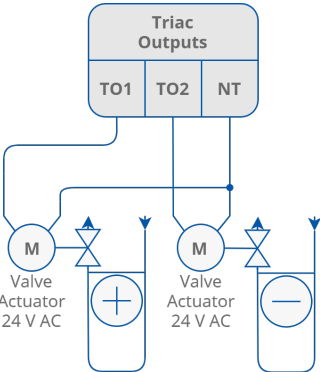 Triac
Outputs
TO1 TO2 NT
M M
Valve
Actuator
24 V AC
Valve
Actuator
24 V AC